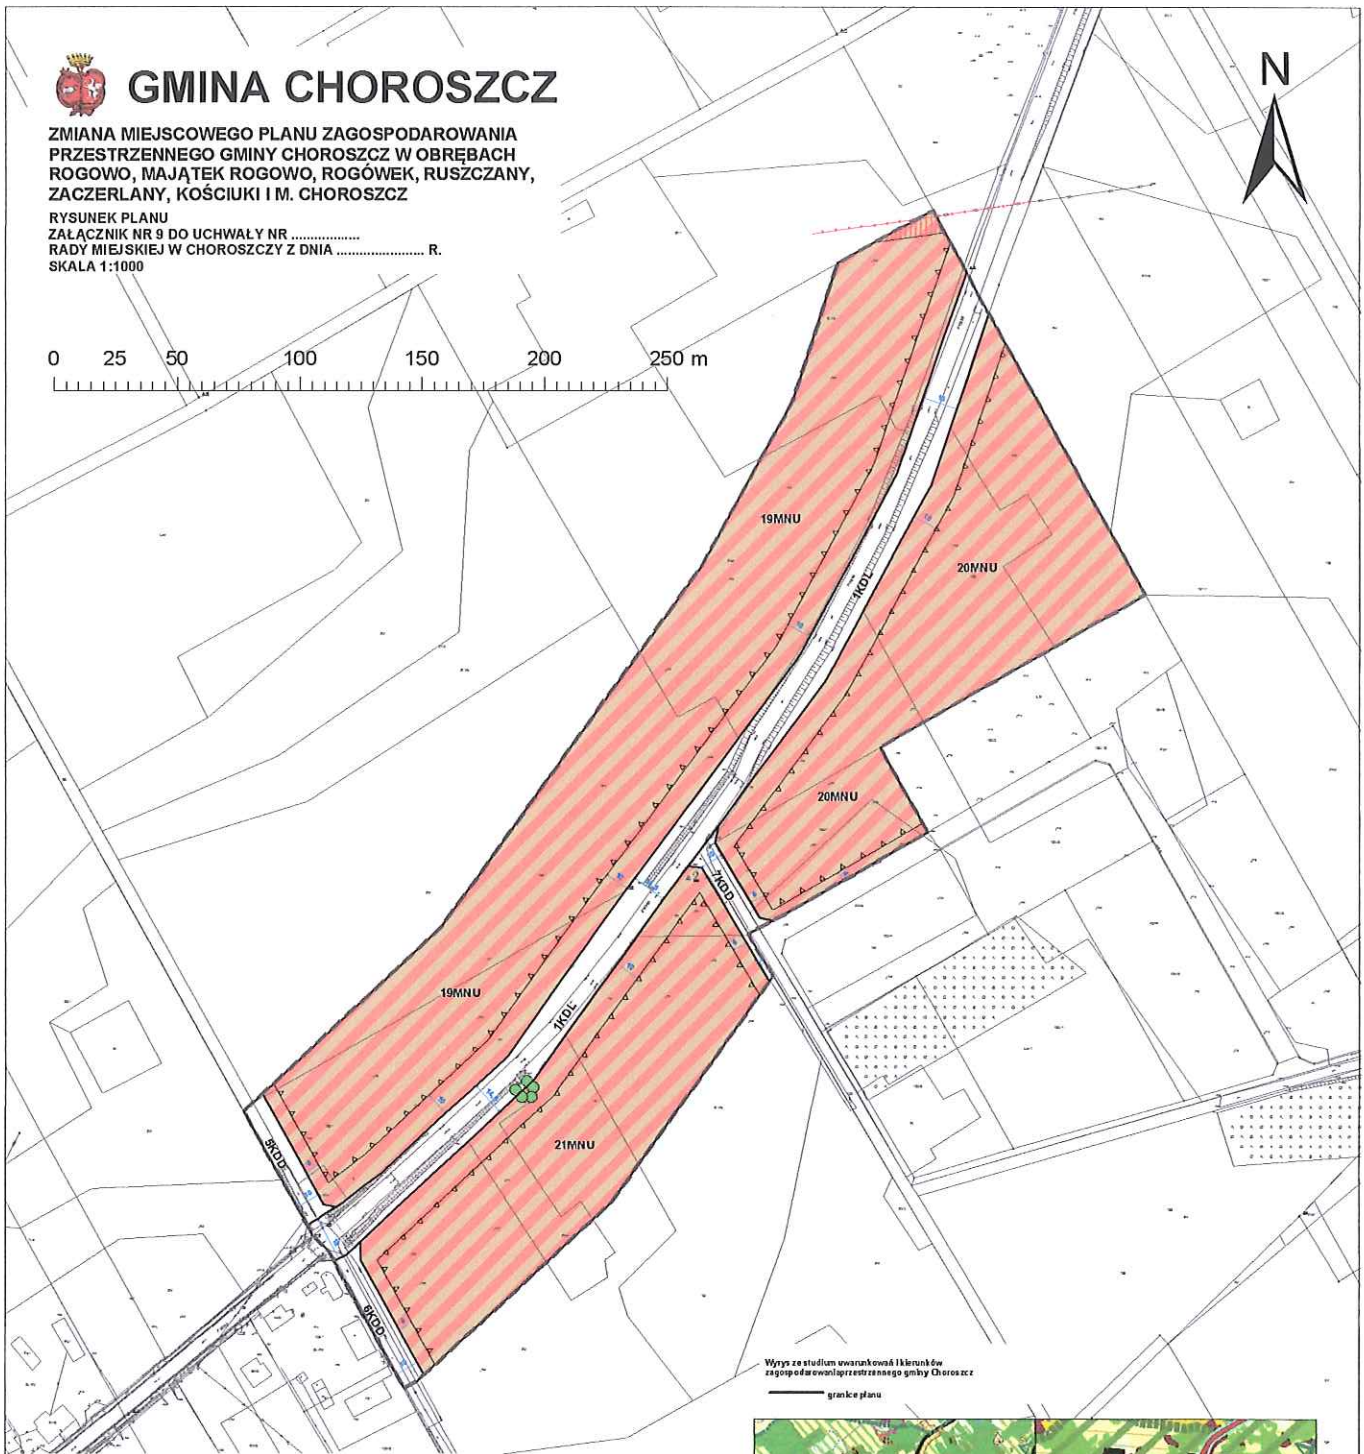 GMINA CHOROSZCZ
ZMIANA MIEJSCOWEGO PLANU ZAGOSPODAROWANIA
PRZESTRZENNEGO GMINY CHOROSZCZ W OBRĘBACH
ROGOWO, MAJĄTEK ROGOWO, ROGÓWEK, RUSZCZANY,
ZACZERLANY, KOŚCIUKI I M. CHOROSZCZ
RYSUNEK PLANU
ZAŁĄCZNIK NR 9 DO UCHWAŁY NR .................
RADY MIEJSKIEJ W CHOROSZCZY Z DNIA ...................... R.
SKALA 1:1000
N
0 25 50 100 150 200 250 m
19MNU
20MNU
1KDL
20MNU
7KDD
19MNU
1KDL
21MNU
5KDD
6KDD
Wyrys ze studium uwarunkowań i kierunków
zagospodarowania przestrzennego gminy Choroszcz
granice planu